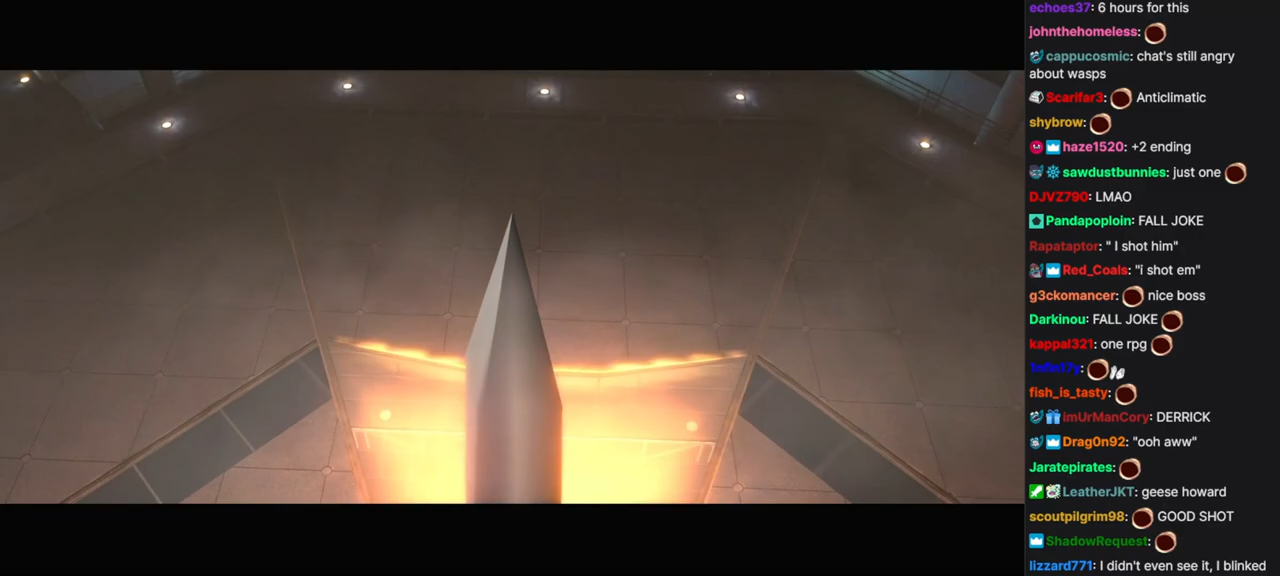 echoes37: 6 hours for this
johnthehomeless:
cappucosmic: chat's still angry
about wasps
Scarifar3: Anticlimatic
shybrow:
haze1520: +2 ending
sawdustbunnies: just one
DJVZ790: LMAO
Pandapoploin: FALL JOKE
Rapataptor: " I shot him"
Red_Coals: "i shot em"
g3ckomancer: nice boss
Darkinou: FALL JOKE
kappal321: one rpg
1nfin17y:
fish_is_tasty:
imUrManCory: DERRICK
Drag0n92: "ooh aww"
Jaratepirates:
LeatherJKT: geese howard
scoutpilgrim98: GOOD SHOT
ShadowRequest:
lizzard771: I didn't even see it, I blinked